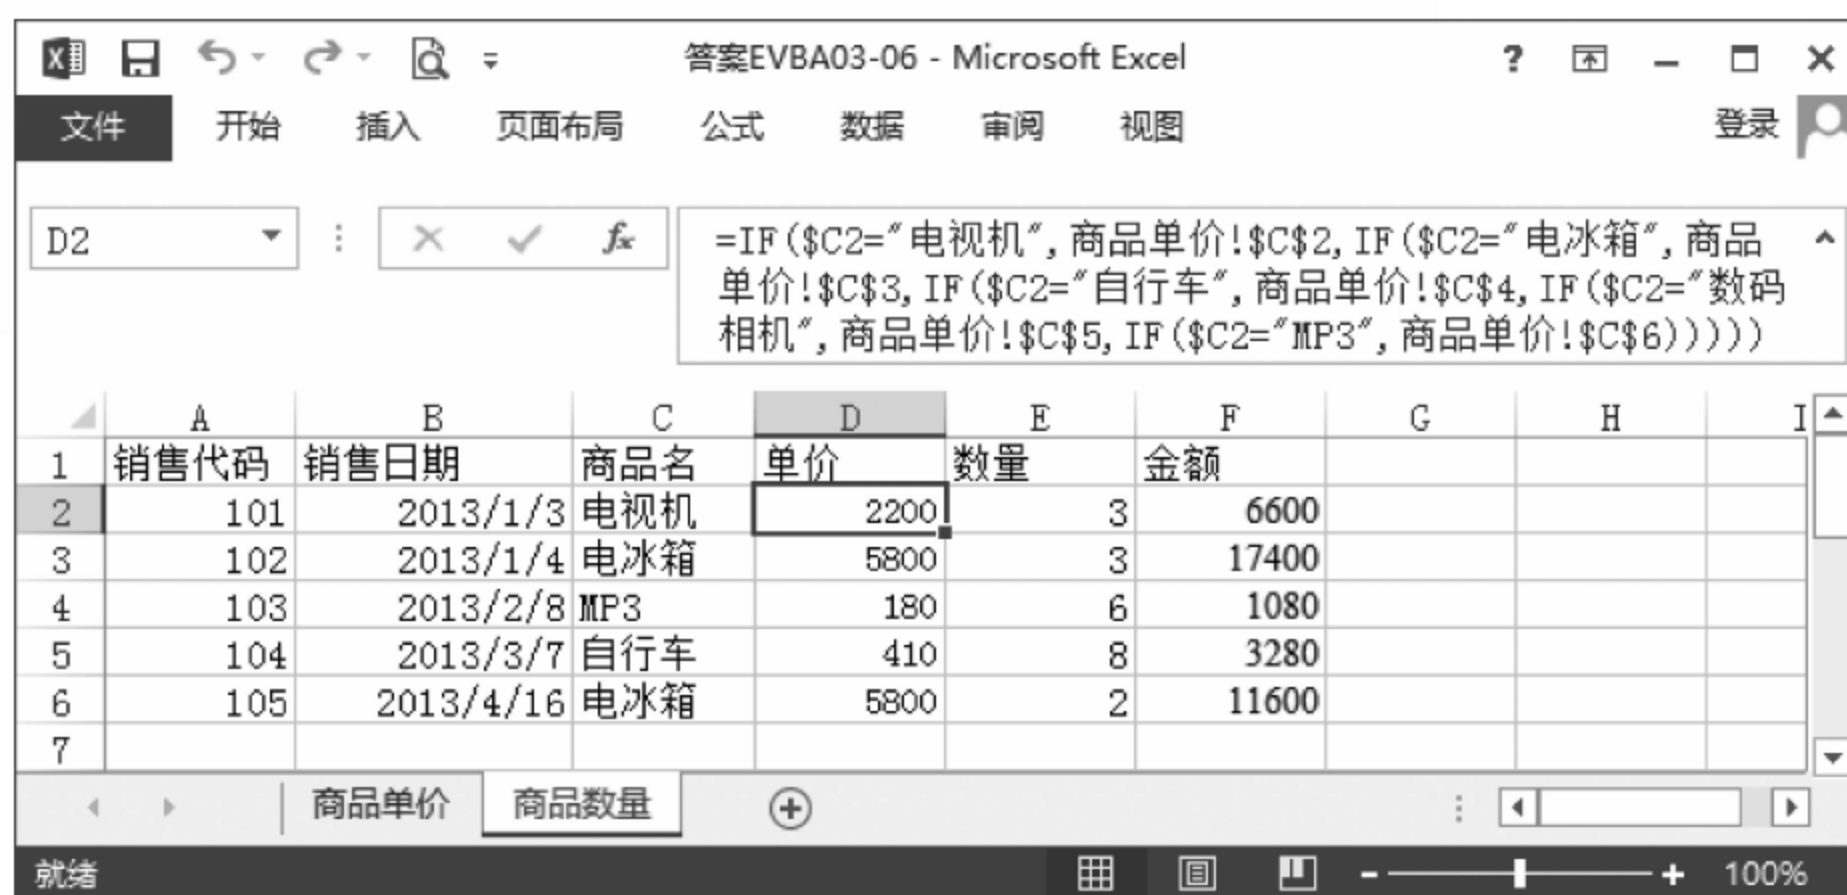 答案EVBA03-06 - Microsoft Excel
文件 开始 插入 页面布局 公式 数据 审阅 视图 登录
D2 fx =IF($C2="电视机",商品单价!$C$2,IF($C2="电冰箱",商品
单价!$C$3,IF($C2="自行车",商品单价!$C$4,IF($C2="数码
相机",商品单价!$C$5,IF($C2="MP3",商品单价!$C$6)))))
A B C D E F G H I
1 销售代码 销售日期 商品名 单价 数量 金额
2 101 2013/1/3 电视机 2200 3 6600
3 102 2013/1/4 电冰箱 5800 3 17400
4 103 2013/2/8 MP3 180 6 1080
5 104 2013/3/7 自行车 410 8 3280
6 105 2013/4/16 电冰箱 5800 2 11600
7
商品单价 商品数量
就绪 100%